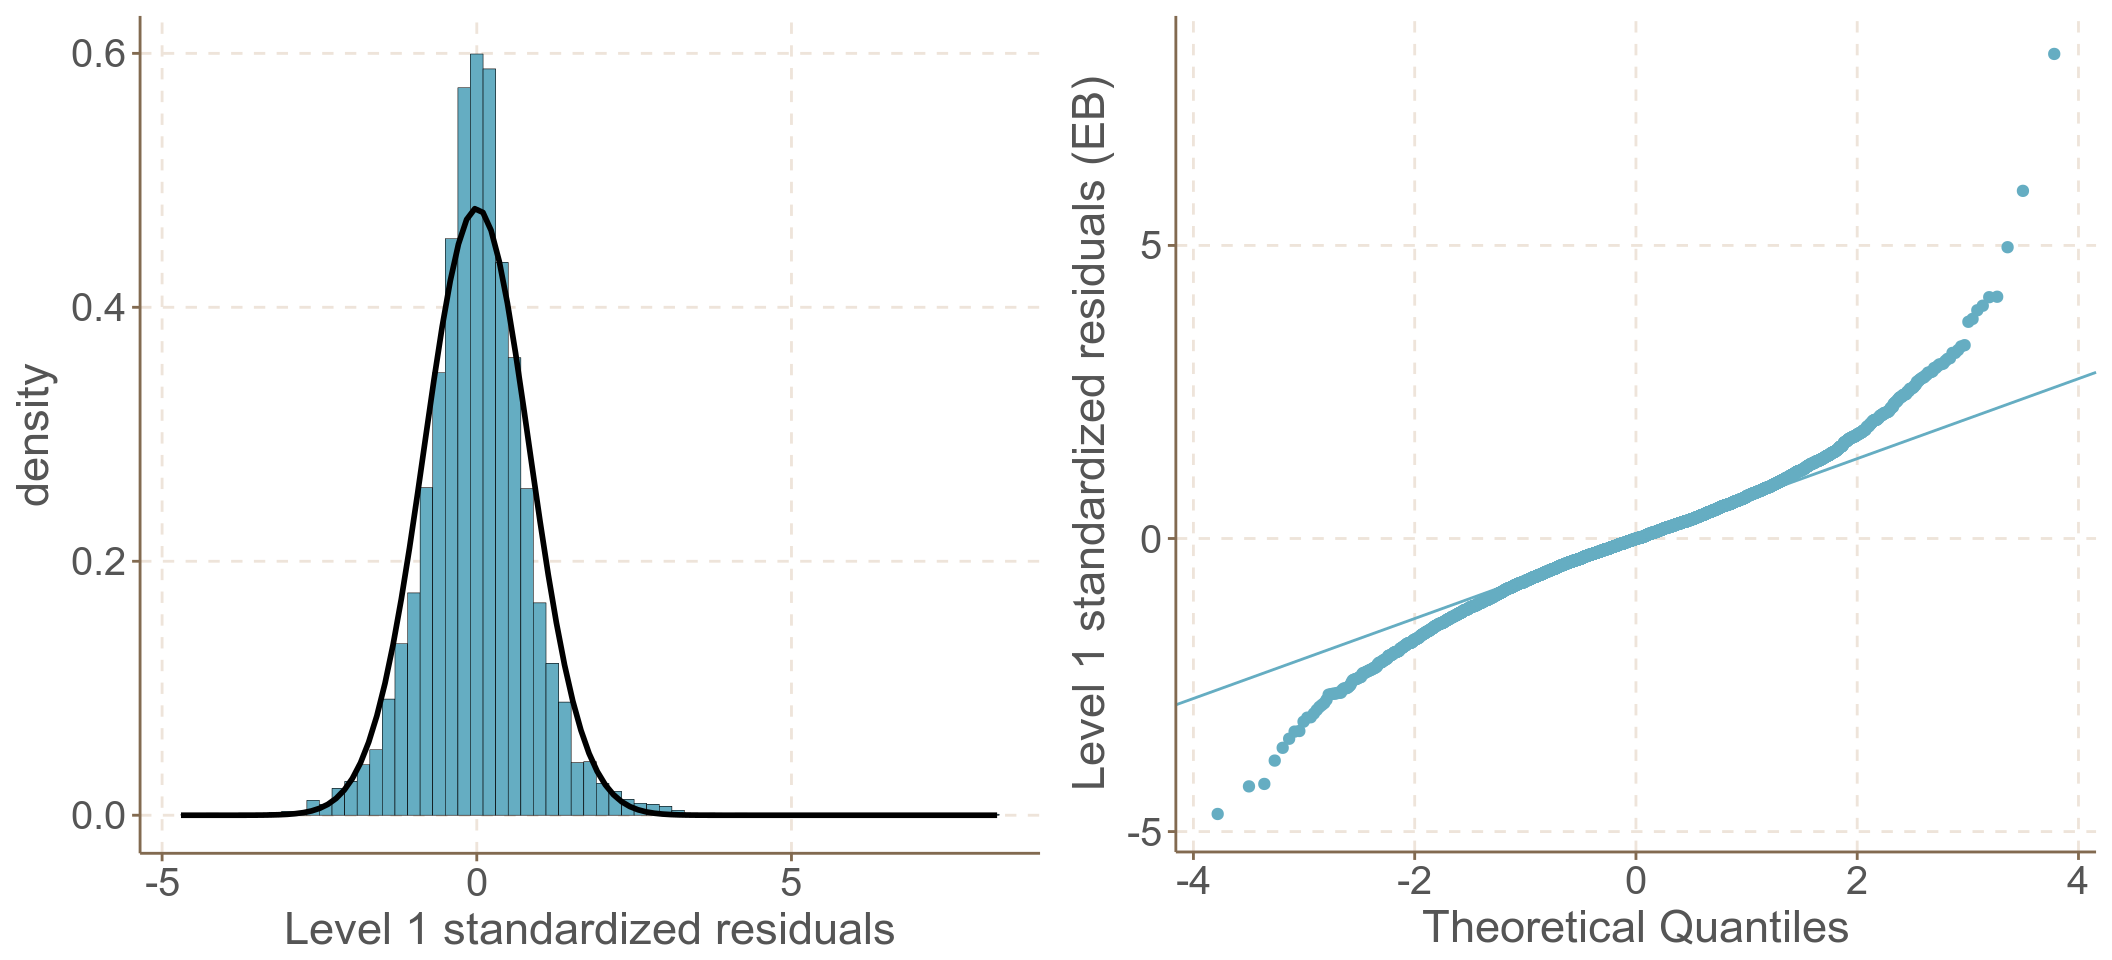 density
0.6
0.4
0.2
0.0
-5 0 5
Level 1 standardized residuals
Level 1 standardized residuals (EB)
5
0
-5
-4 -2 0 2 4
Theoretical Quantiles